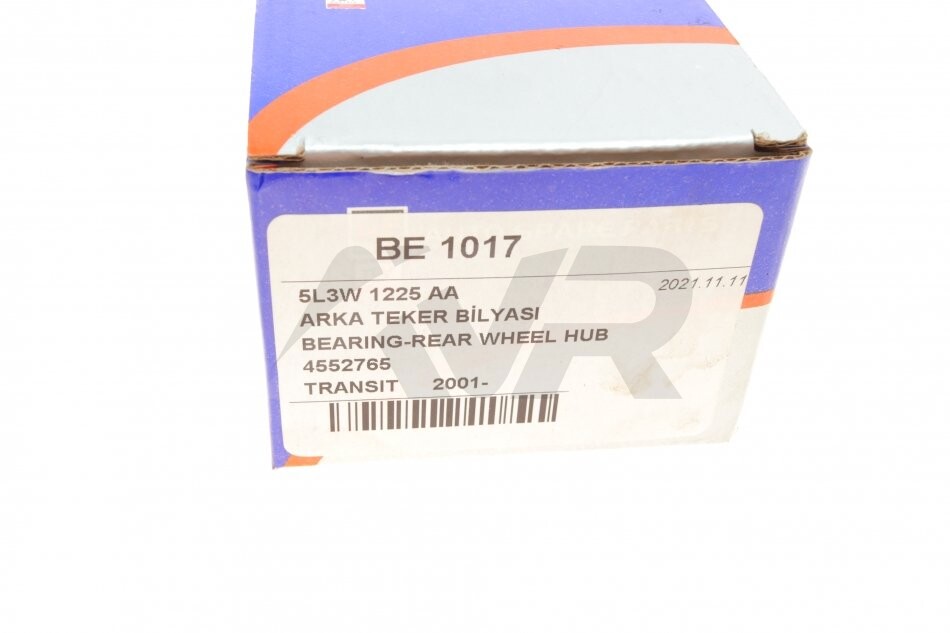 BE 1017
2021.11.11
5L3W 1225 AA
ARKA TEKER BİLYASI
BEARING-REAR WHEEL HUB
4552765
TRANSIT 2001-
VR